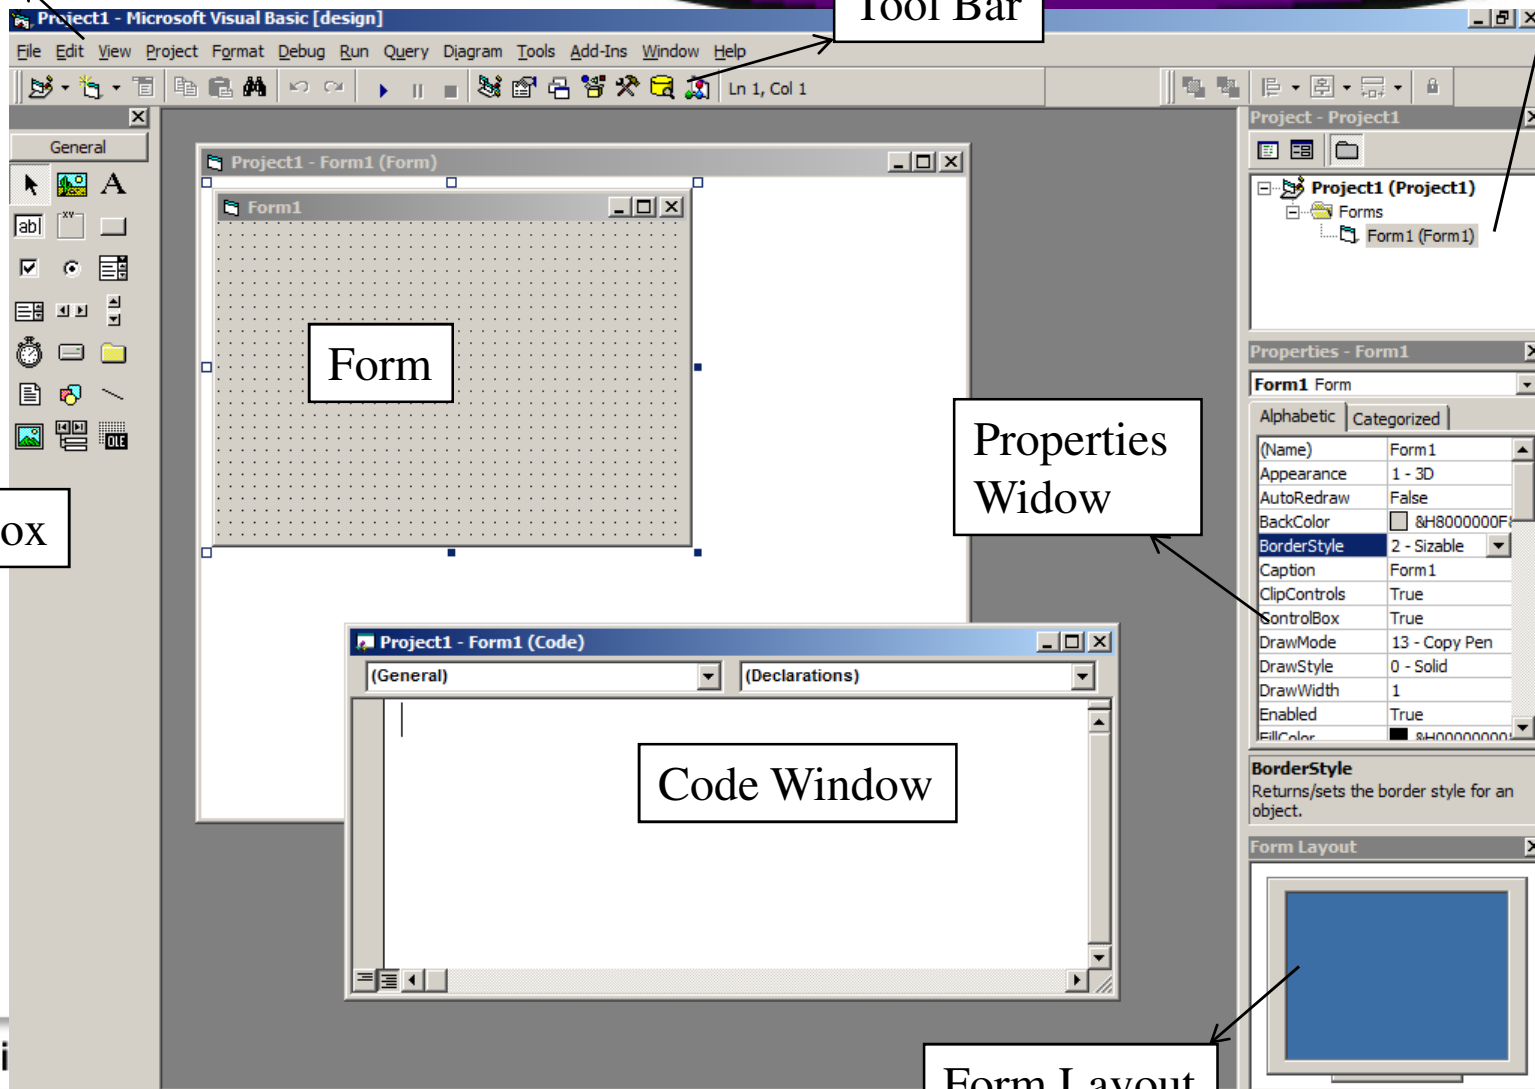 Tool Bar
Project1 - Microsoft Visual Basic [design]
File Edit View Project Format Debug Run Query Diagram Tools Add-Ins Window Help
Ln 1, Col 1
General
A
ab|
XY
OLE
ox
Project1 - Form1 (Form)
Form1
Form
Properties
Widow
Project1 - Form1 (Code)
(General)
(Declarations)
Code Window
Project - Project1
Project1 (Project1)
Forms
Form1 (Form1)
Properties - Form1
Form1 Form
Alphabetic Categorized
(Name) Form1
Appearance 1 - 3D
AutoRedraw False
BackColor &H8000000F&
BorderStyle 2 - Sizable
Caption Form1
ClipControls True
ControlBox True
DrawMode 13 - Copy Pen
DrawStyle 0 - Solid
DrawWidth 1
Enabled True
FillColor &H00000000&
BorderStyle
Returns/sets the border style for an
object.
Form Layout
Form Layout